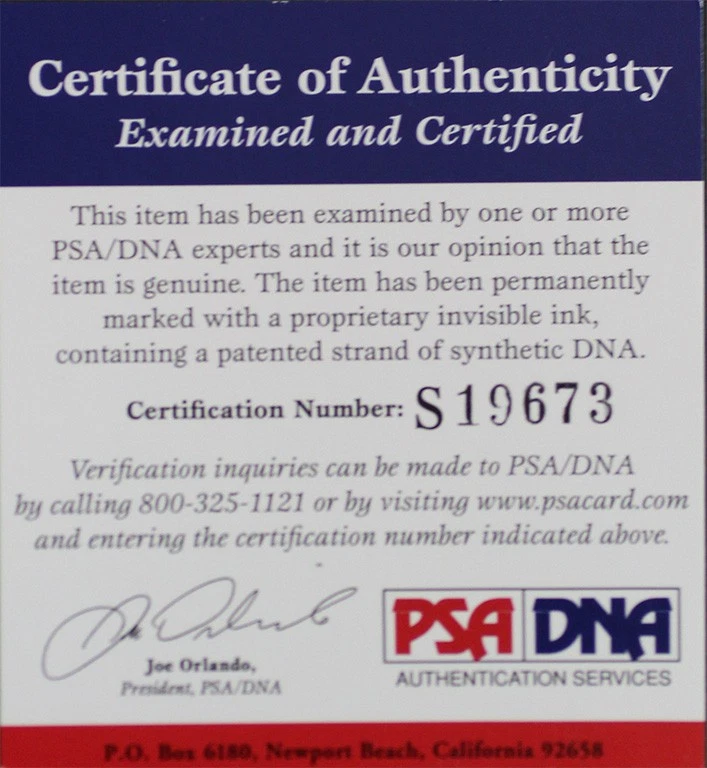 Certificate of Authenticity
Examined and Certified
This item has been examined by one or more
PSA/DNA experts and it is our opinion that the
item is genuine. The item has been permanently
marked with a proprietary invisible ink,
containing a patented strand of synthetic DNA.
Certification Number: S19673
Verification inquiries can be made to PSA/DNA
by calling 800-325-1121 or by visiting www.psacard.com
and entering the certification number indicated above.
Joe Orlando,
President, PSA/DNA
PSA DNA
AUTHENTICATION SERVICES
P.O. Box 6180, Newport Beach, California 92658